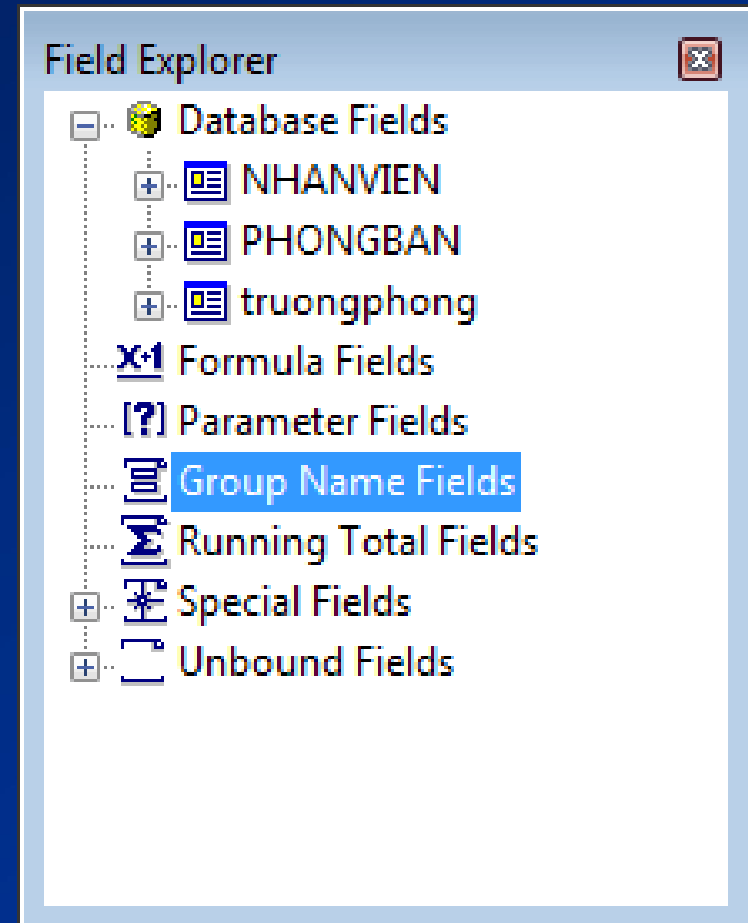 Field Explorer
Database Fields
NHANVIEN
PHONGBAN
truongphong
X+1 Formula Fields
[?] Parameter Fields
Group Name Fields
Running Total Fields
Special Fields
Unbound Fields